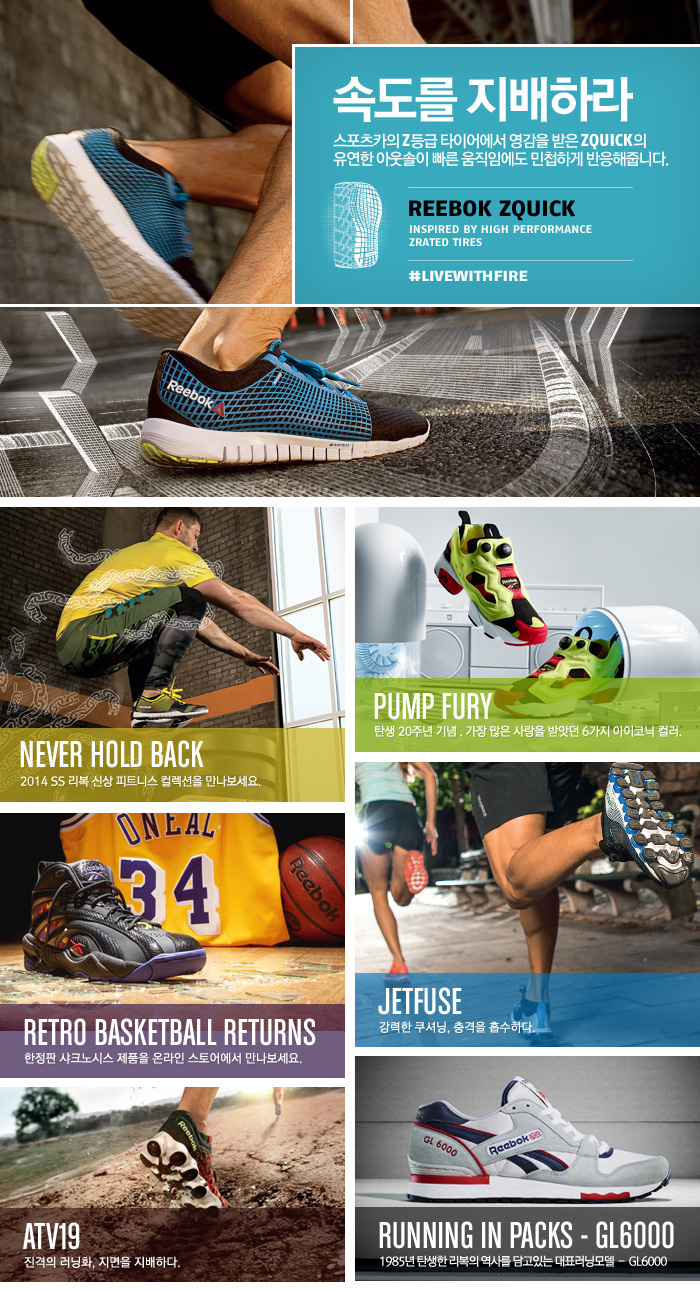 속도를 지배하라
스포츠카의 Z등급 타이어에서 영감을 받은 ZQUICK의
유연한 아웃솔이 빠른 움직임에도 민첩하게 반응해줍니다.
REEBOK ZQUICK
INSPIRED BY HIGH PERFORMANCE
ZRATED TIRES
#LIVEWITHFIRE
Reebok
NEVER HOLD BACK
2014 SS 리복 신상 피트니스 컬렉션을 만나보세요.
Reebok
PUMP FURY
탄생 20주년 기념 . 가장 많은 사랑을 받앗던 6가지 아이코닉 컬러.
ONEAL
34
Reebok
Reebok
RETRO BASKETBALL RETURNS
한정판 샤크노시스 제품을 온라인 스토어에서 만나보세요.
JETFUSE
강력한 쿠셔닝, 충격을 흡수하다.
Reebok
ATV19
진격의 러닝화, 지면을 지배하다.
GL 6000
Reebok
RUNNING IN PACKS - GL6000
1985년 탄생한 리복의 역사를 담고있는 대표러닝모델 - GL6000